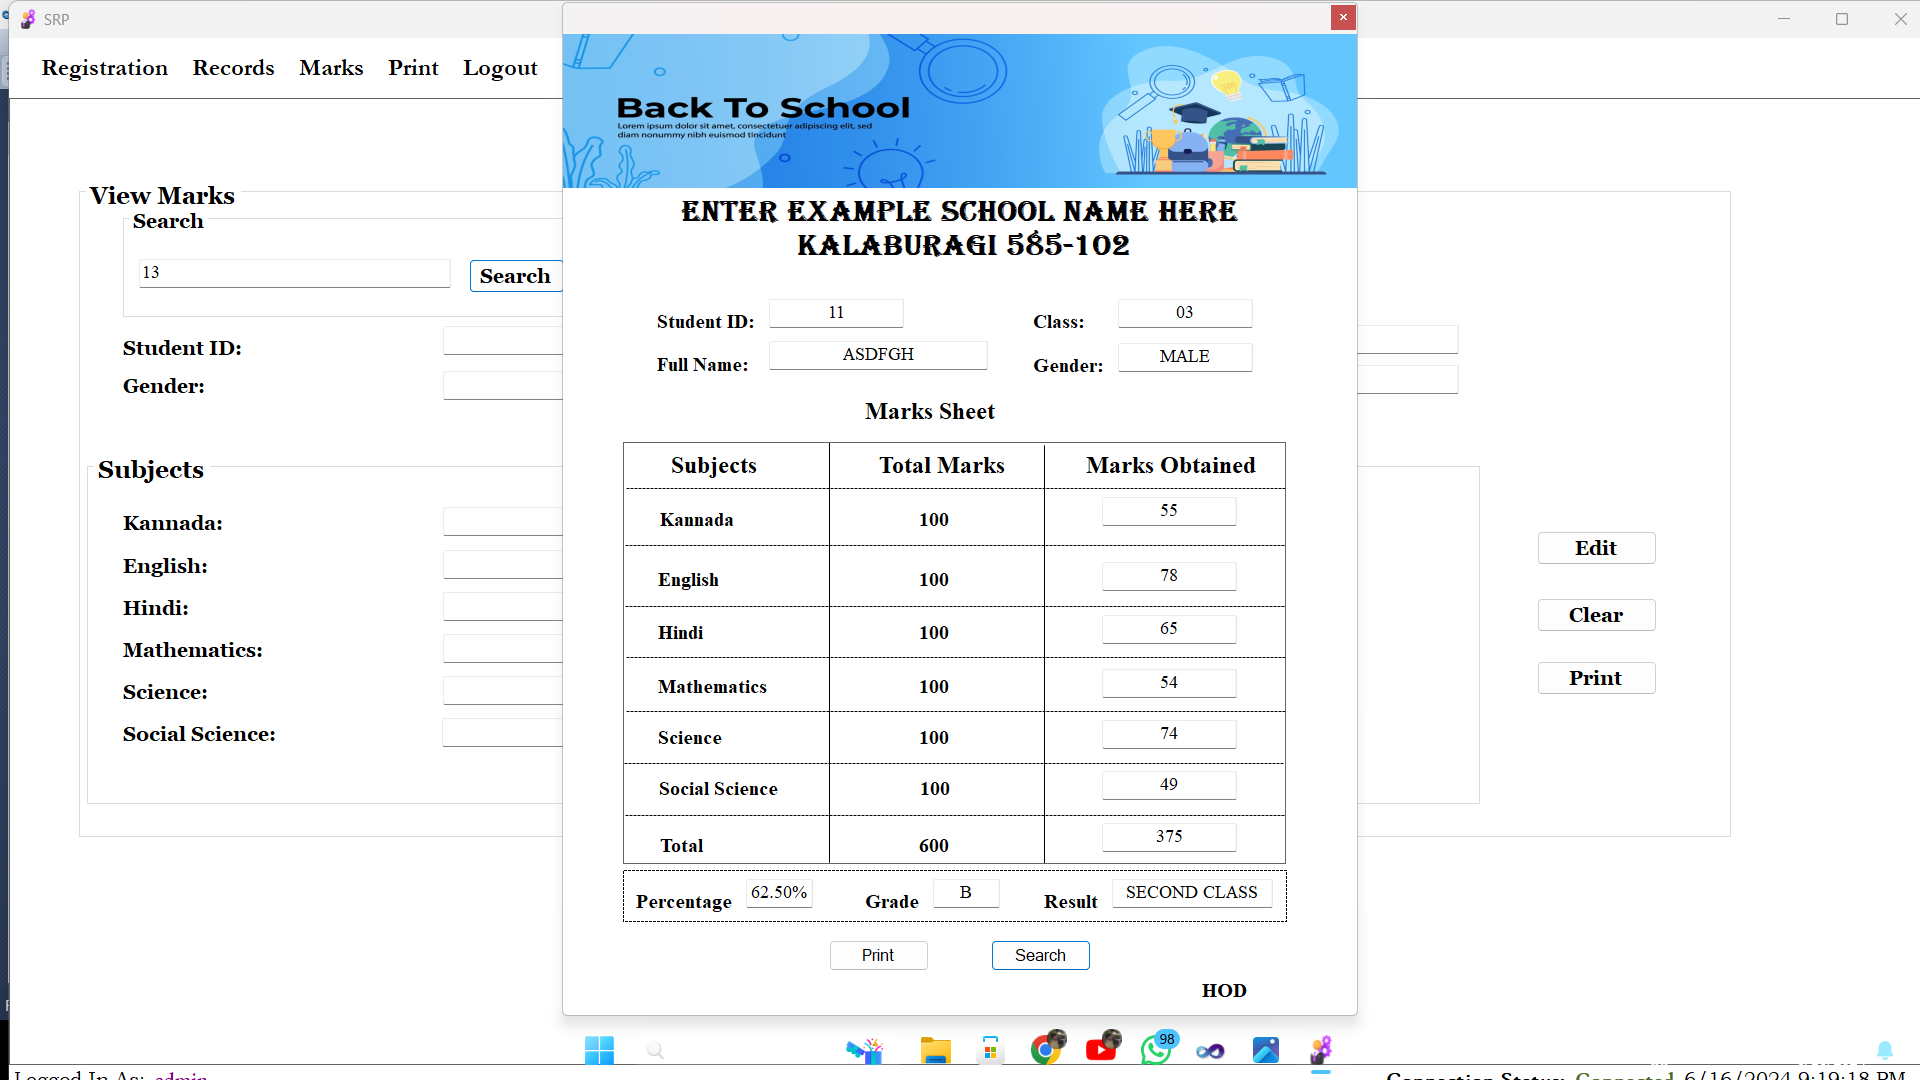 SRP
Registration Records Marks Print Logout
Back To School
Lorem ipsum dolor sit amet, consectetuer adipiscing elit, sed
diam nonummy nibh euismod tincidunt
View Marks
Search
13
Search
Student ID:
Gender:
Subjects
Kannada:
English:
Hindi:
Mathematics:
Science:
Social Science:
ENTER EXAMPLE SCHOOL NAME HERE
KALABURAGI 585-102
Student ID: 11 Class: 03
Full Name: ASDFGH Gender: MALE
Marks Sheet
Subjects Total Marks Marks Obtained
Kannada 100 55
English 100 78
Hindi 100 65
Mathematics 100 54
Science 100 74
Social Science 100 49
Total 600 375
Percentage 62.50% Grade B Result SECOND CLASS
Print Search
HOD
Edit
Clear
Print
98
Logged In As: admin
Connection Status: Connected 6/16/2024 9:19:18 PM